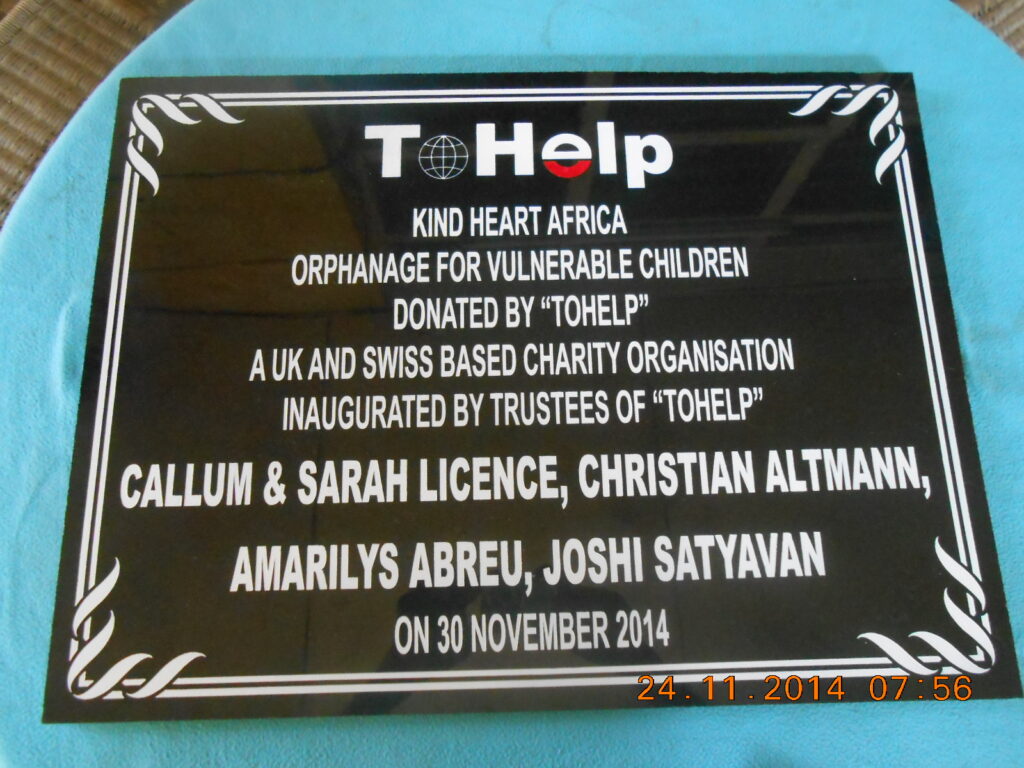 ToHelp
KIND HEART AFRICA
ORPHANAGE FOR VULNERABLE CHILDREN
DONATED BY “TOHELP”
A UK AND SWISS BASED CHARITY ORGANISATION
INAUGURATED BY TRUSTEES OF “TOHELP”
CALLUM & SARAH LICENCE, CHRISTIAN ALTMANN,
AMARILYS ABREU, JOSHI SATYAVAN
ON 30 NOVEMBER 2014
24.11.2014 07:56